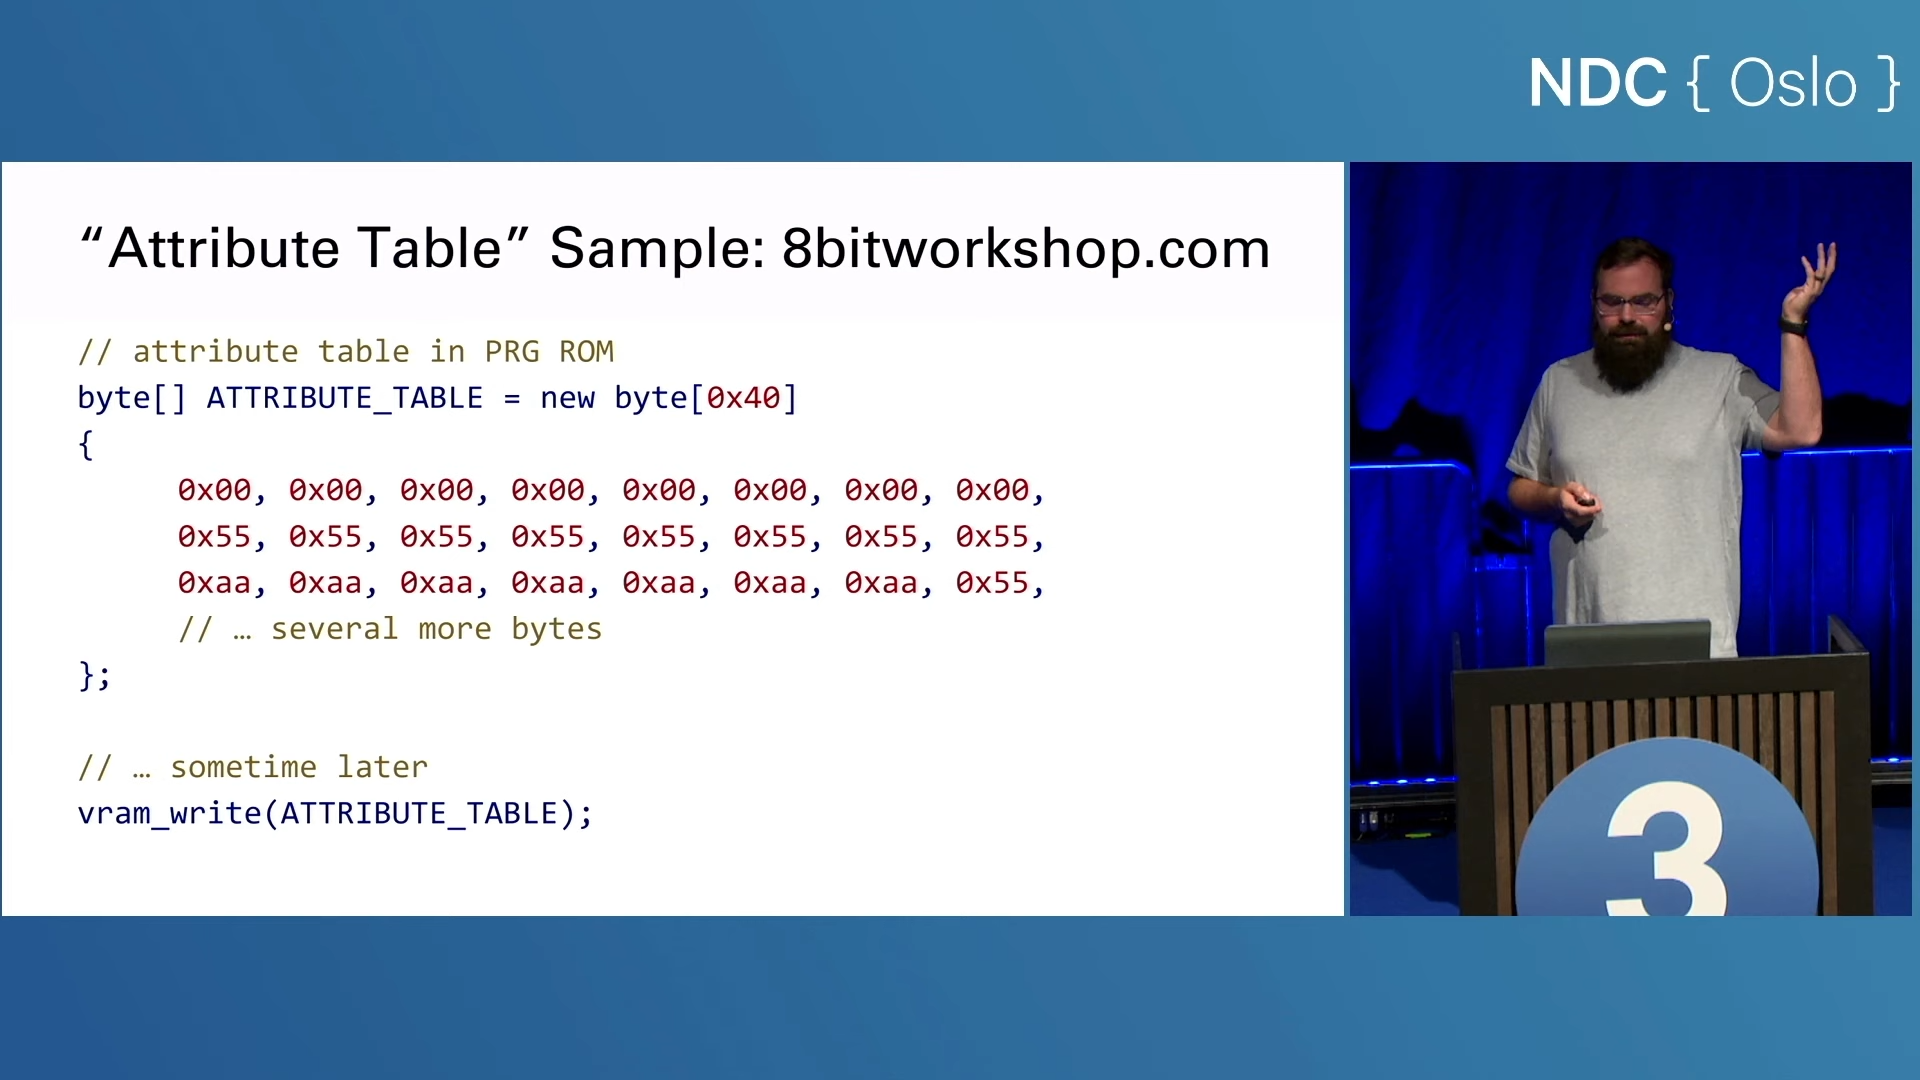 NDC { Oslo }
“Attribute Table” Sample: 8bitworkshop.com
// attribute table in PRG ROM
byte[] ATTRIBUTE_TABLE = new byte[0x40]
{
0x00, 0x00, 0x00, 0x00, 0x00, 0x00, 0x00, 0x00,
0x55, 0x55, 0x55, 0x55, 0x55, 0x55, 0x55, 0x55,
0xaa, 0xaa, 0xaa, 0xaa, 0xaa, 0xaa, 0xaa, 0x55,
// … several more bytes
};
// … sometime later
vram_write(ATTRIBUTE_TABLE);
3